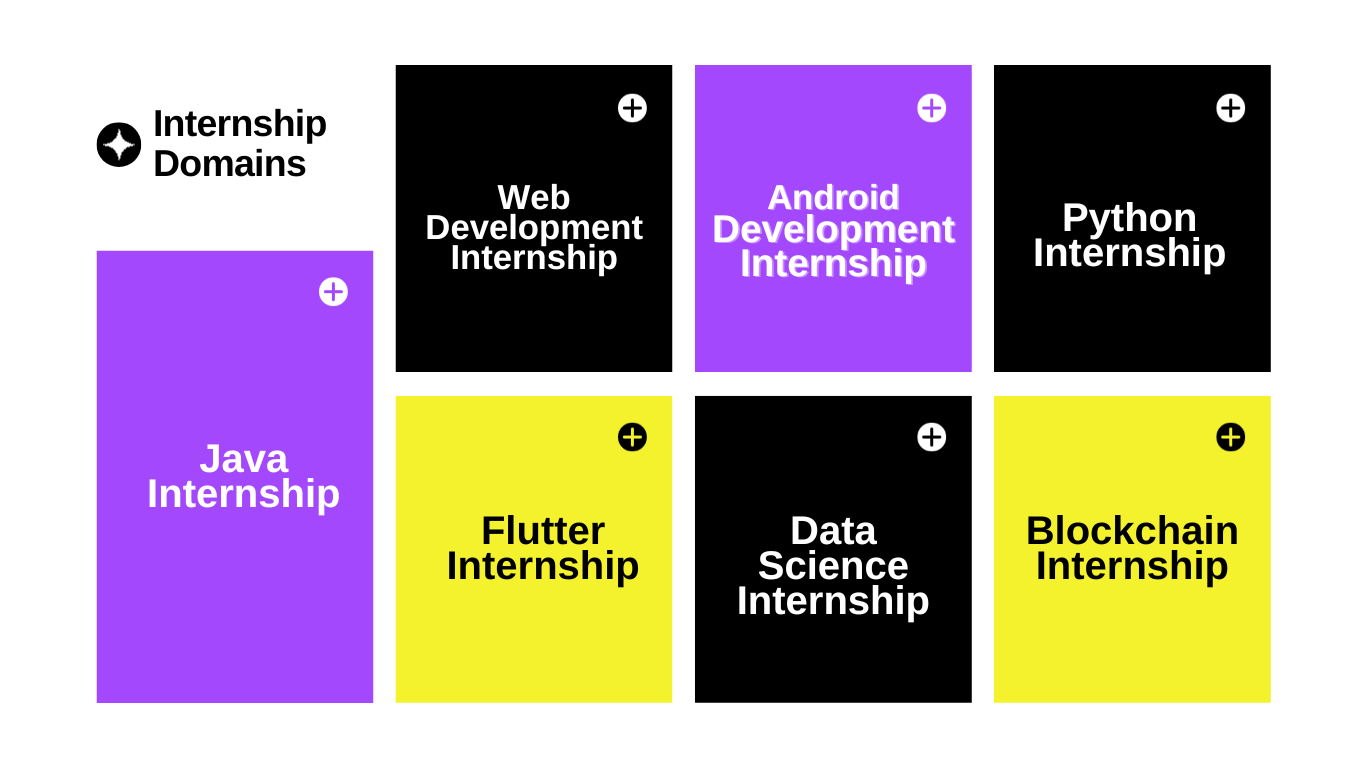 Internship
Domains
Java
Internship
Web
Development
Internship
Android
Development
Internship
Python
Internship
Flutter
Internship
Data
Science
Internship
Blockchain
Internship